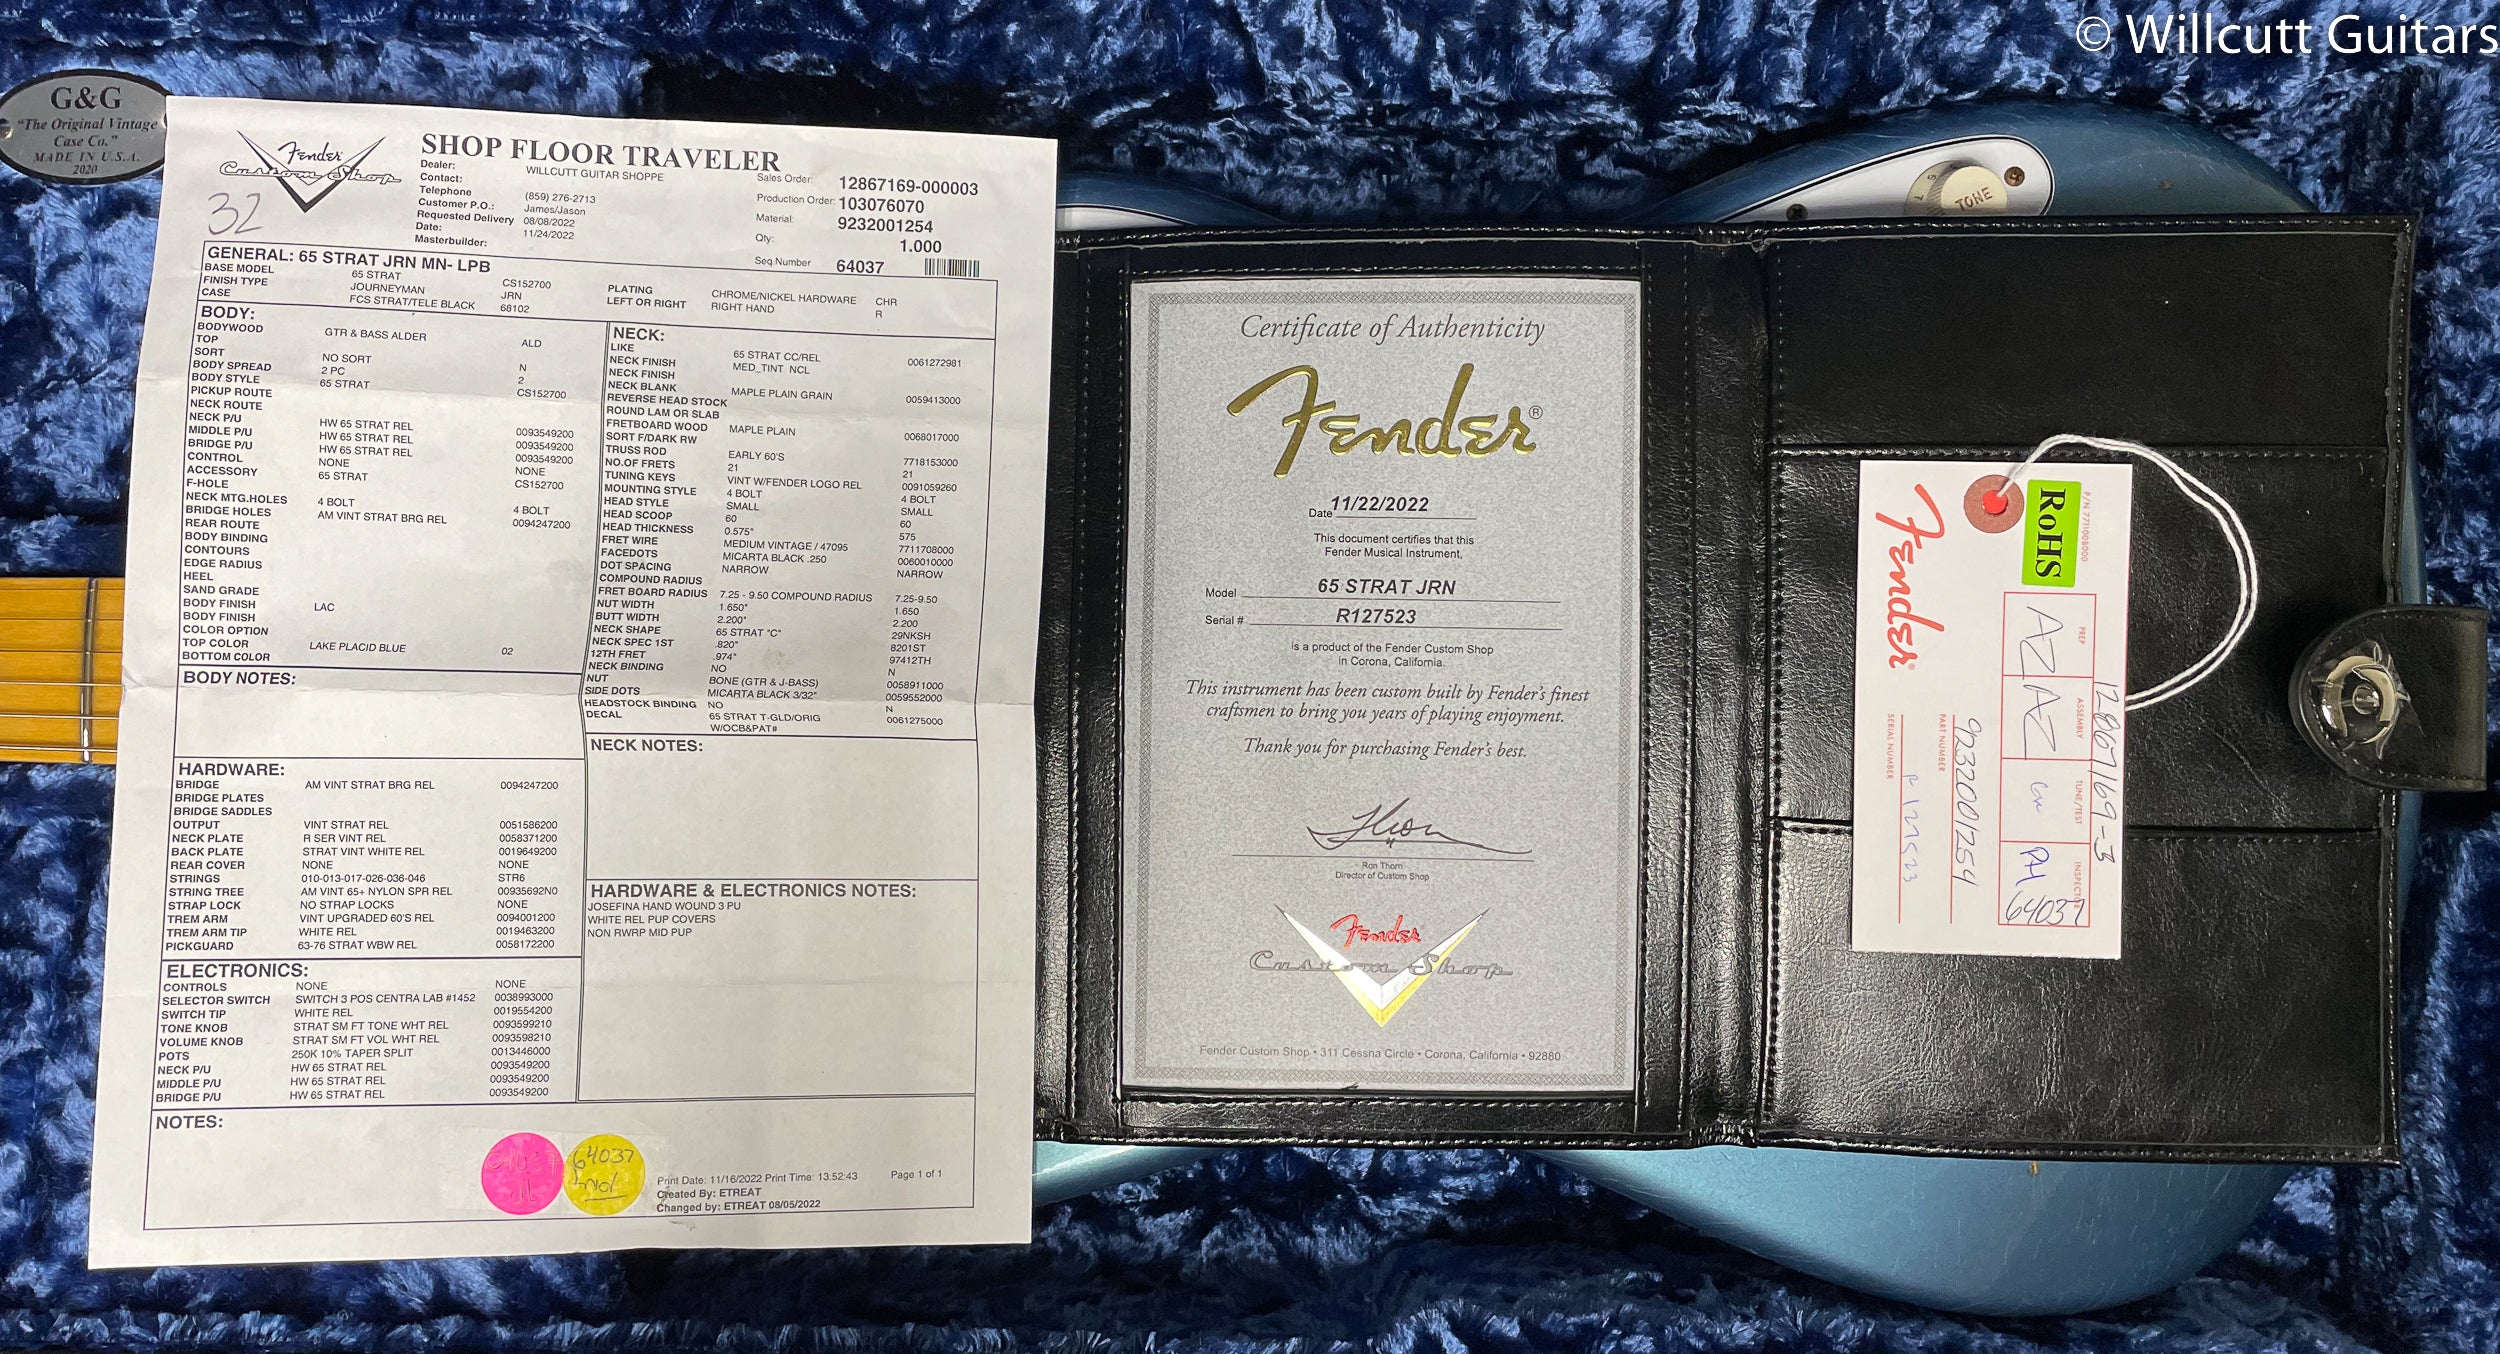 © Willcutt Guitars
G&G
"The Original Vintage
Case Co."
MADE IN U.S.A.
2020
Fender
Custom Shop
32
SHOP FLOOR TRAVELER
Dealer: WILLCUTT GUITAR SHOPPE
Contact:
Telephone (859) 276-2713
Customer P.O.: James/Jason
Requested Delivery 08/08/2022
Date: 11/24/2022
Masterbuilder:
Sales Order: 12867169-000003
Production Order: 103076070
Material: 9232001254
Qty: 1.000
Seq.Number 64037
GENERAL: 65 STRAT JRN MN- LPB
BASE MODEL 65 STRAT CS152700
FINISH TYPE JOURNEYMAN JRN
CASE FCS STRAT/TELE BLACK 68102
PLATING CHROME/NICKEL HARDWARE CHR
LEFT OR RIGHT RIGHT HAND R
BODY:
BODYWOOD GTR & BASS ALDER ALD
TOP
SORT NO SORT N
BODY SPREAD 2 PC 2
BODY STYLE 65 STRAT CS152700
PICKUP ROUTE
NECK ROUTE
NECK P/U HW 65 STRAT REL 0093549200
MIDDLE P/U HW 65 STRAT REL 0093549200
BRIDGE P/U HW 65 STRAT REL 0093549200
CONTROL NONE NONE
ACCESSORY 65 STRAT CS152700
F-HOLE
NECK MTG.HOLES 4 BOLT 4 BOLT
BRIDGE HOLES AM VINT STRAT BRG REL 0094247200
REAR ROUTE
BODY BINDING
CONTOURS
EDGE RADIUS
HEEL
SAND GRADE
BODY FINISH LAC
BODY FINISH
COLOR OPTION
TOP COLOR LAKE PLACID BLUE 02
BOTTOM COLOR
BODY NOTES:
HARDWARE:
BRIDGE AM VINT STRAT BRG REL 0094247200
BRIDGE PLATES
BRIDGE SADDLES
OUTPUT VINT STRAT REL 0051586200
NECK PLATE R SER VINT REL 0058371200
BACK PLATE STRAT VINT WHITE REL 0019649200
REAR COVER NONE NONE
STRINGS 010-013-017-026-036-046 STR6
STRING TREE AM VINT 65+ NYLON SPR REL 00935692N0
STRAP LOCK NO STRAP LOCKS NONE
TREM ARM VINT UPGRADED 60'S REL 0094001200
TREM ARM TIP WHITE REL 0019463200
PICKGUARD 63-76 STRAT WBW REL 0058172200
ELECTRONICS:
CONTROLS NONE NONE
SELECTOR SWITCH SWITCH 3 POS CENTRA LAB #1452 0038993000
SWITCH TIP WHITE REL 0019554200
TONE KNOB STRAT SM FT TONE WHT REL 0093599210
VOLUME KNOB STRAT SM FT VOL WHT REL 0093598210
POTS 250K 10% TAPER SPLIT 0013446000
NECK P/U HW 65 STRAT REL 0093549200
MIDDLE P/U HW 65 STRAT REL 0093549200
BRIDGE P/U HW 65 STRAT REL 0093549200
NECK:
LIKE 65 STRAT CC/REL 0061272981
NECK FINISH MED_TINT NCL
NECK FINISH
NECK BLANK MAPLE PLAIN GRAIN 0059413000
REVERSE HEAD STOCK
ROUND LAM OR SLAB
FRETBOARD WOOD MAPLE PLAIN 0068017000
SORT F/DARK RW
TRUSS ROD EARLY 60'S 7718153000
NO.OF FRETS 21 21
TUNING KEYS VINT W/FENDER LOGO REL 0091059260
MOUNTING STYLE 4 BOLT 4 BOLT
HEAD STYLE SMALL SMALL
HEAD SCOOP 60 60
HEAD THICKNESS 0.575" 575
FRET WIRE MEDIUM VINTAGE / 47095 7711708000
FACEDOTS MICARTA BLACK .250 0060010000
DOT SPACING NARROW NARROW
COMPOUND RADIUS
FRET BOARD RADIUS 7.25 - 9.50 COMPOUND RADIUS 7.25-9.50
NUT WIDTH 1.650" 1.650
BUTT WIDTH 2.200" 2.200
NECK SHAPE 65 STRAT "C" 29NKSH
NECK SPEC 1ST .820" 8201ST
12TH FRET .974" 97412TH
NECK BINDING NO N
NUT BONE (GTR & J-BASS) 0058911000
SIDE DOTS MICARTA BLACK 3/32" 0059552000
HEADSTOCK BINDING NO N
DECAL 65 STRAT T-GLD/ORIG 0061275000
W/OCB&PAT#
NECK NOTES:
HARDWARE & ELECTRONICS NOTES:
JOSEFINA HAND WOUND 3 PU
WHITE REL PUP COVERS
NON RWRP MID PUP
NOTES:
64037
64037
Print Date: 11/16/2022 Print Time: 13:52:43 Page 1 of 1
Created By: ETREAT
Changed by: ETREAT 08/05/2022
Certificate of Authenticity
Fender®
Date 11/22/2022
This document certifies that this
Fender Musical Instrument,
Model 65 STRAT JRN
Serial # R127523
is a product of the Fender Custom Shop
in Corona, California.
This instrument has been custom built by Fender's finest
craftsmen to bring you years of playing enjoyment.
Thank you for purchasing Fender's best.
Ron Thorn
Director of Custom Shop
Fender
Custom Shop
Fender Custom Shop • 311 Cessna Circle • Corona, California • 92880
TONE
5
7
P/N 7711008000
RoHS
Fender®
12867169-3
PREP AZ
ASSEMBLY AZ
TUNE/TEST
INSPECTOR PH
64037
PART NUMBER 9232001254
SERIAL NUMBER R127523